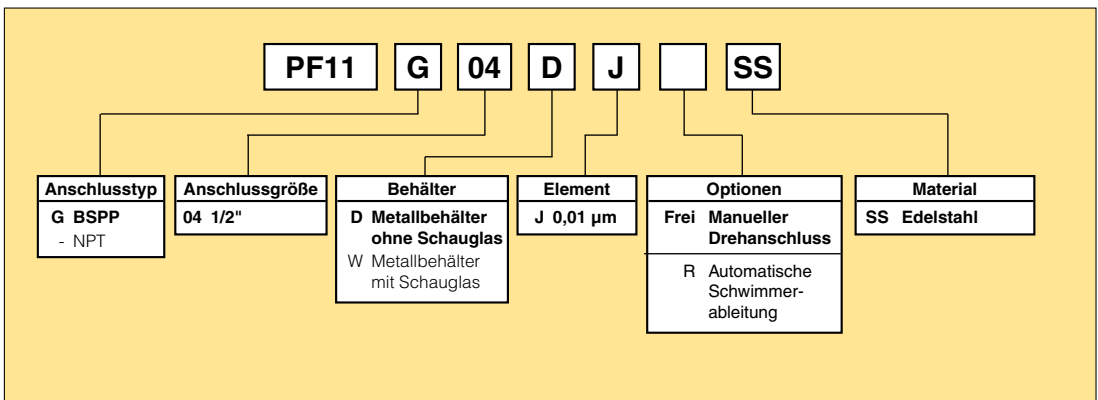 PF11 G 04 D J SS
Anschlusstyp
G BSPP
- NPT
Anschlussgröße
04 1/2"
Behälter
D Metallbehälter
ohne Schauglas
W Metallbehälter
mit Schauglas
Element
J 0,01 µm
Optionen
Frei Manueller
Drehanschluss
R Automatische
Schwimmer-
ableitung
Material
SS Edelstahl